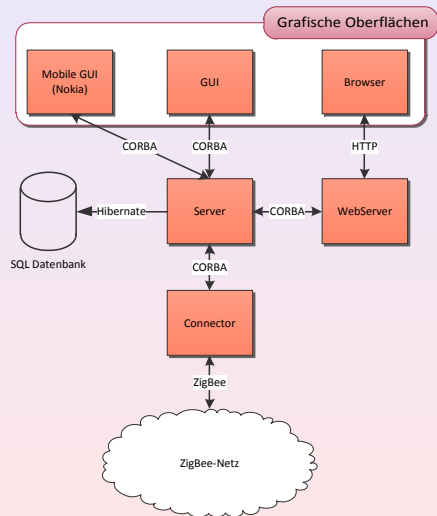 Grafische Oberflächen
Mobile GUI
(Nokia)
GUI
Browser
CORBA
CORBA
HTTP
Hibernate
Server
CORBA
WebServer
SQL Datenbank
CORBA
Connector
ZigBee
ZigBee-Netz